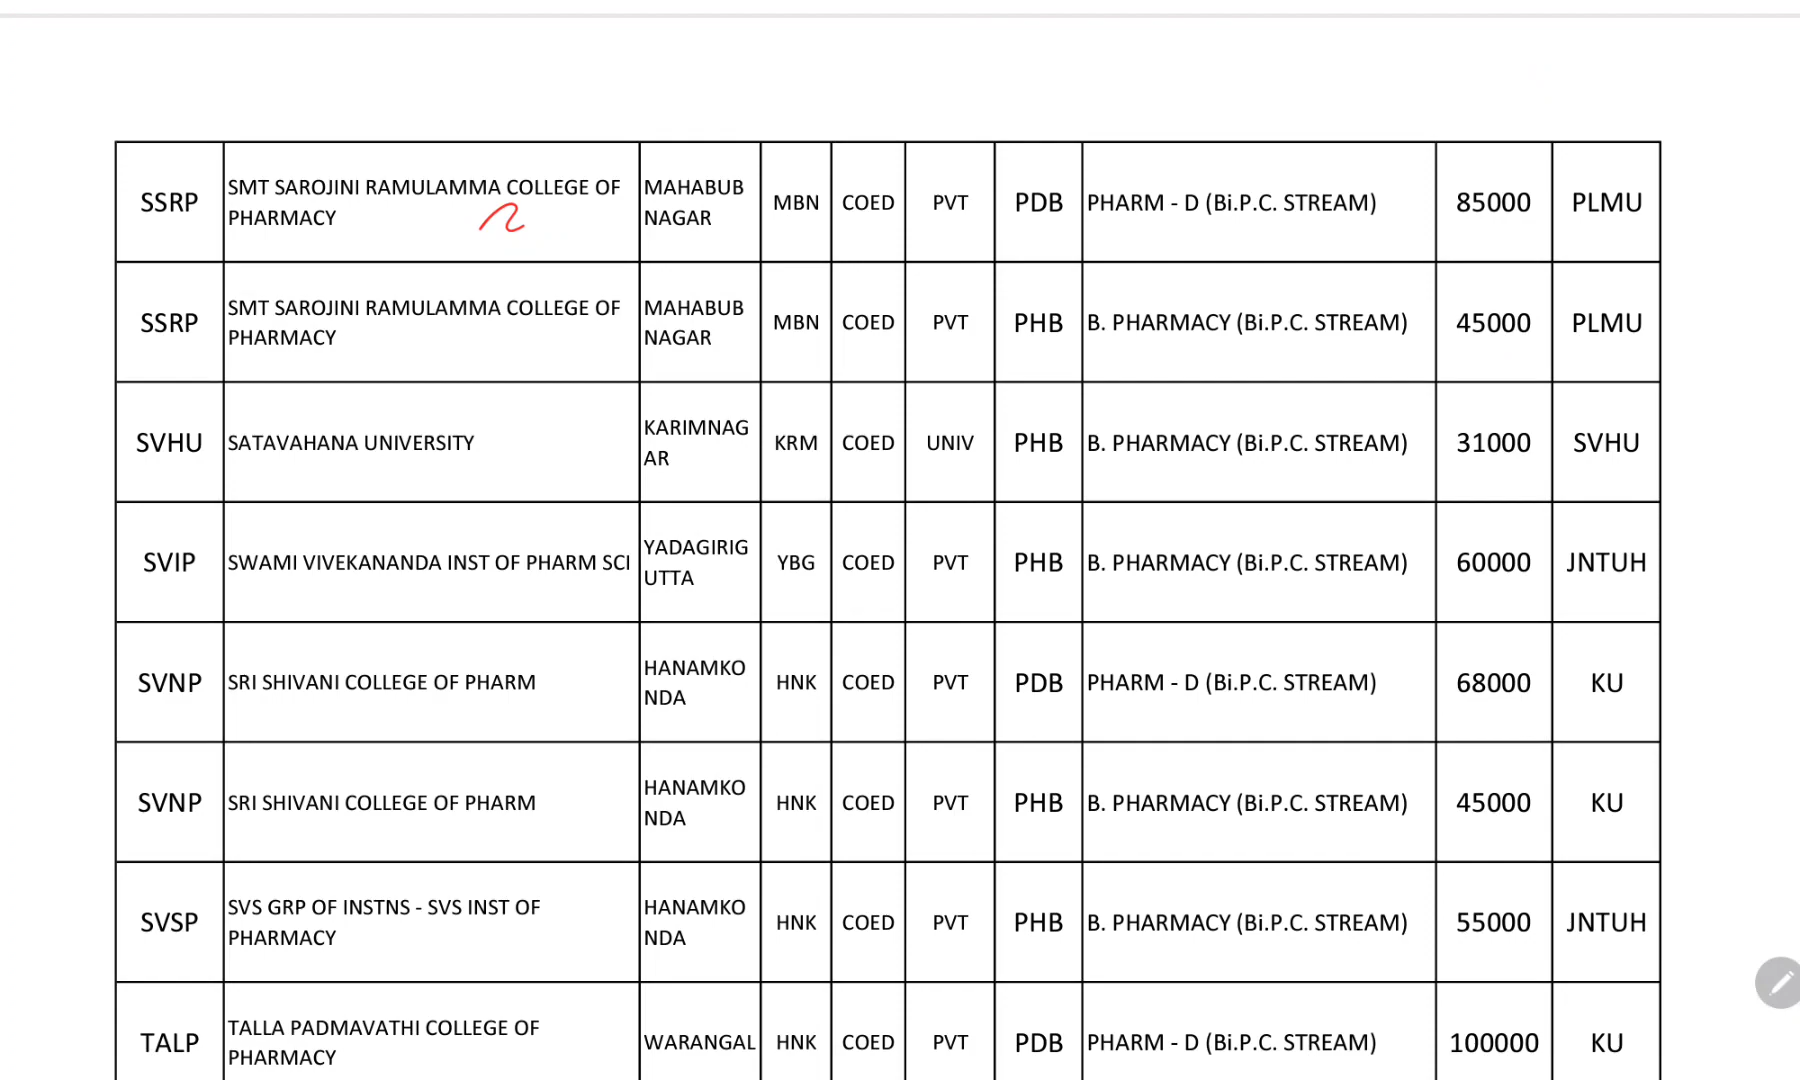 SSRP SMT SAROJINI RAMULAMMA COLLEGE OF PHARMACY MAHABUB NAGAR MBN COED PVT PDB PHARM - D (Bi.P.C. STREAM) 85000 PLMU
SSRP SMT SAROJINI RAMULAMMA COLLEGE OF PHARMACY MAHABUB NAGAR MBN COED PVT PHB B. PHARMACY (Bi.P.C. STREAM) 45000 PLMU
SVHU SATAVAHANA UNIVERSITY KARIMNAG AR KRM COED UNIV PHB B. PHARMACY (Bi.P.C. STREAM) 31000 SVHU
SVIP SWAMI VIVEKANANDA INST OF PHARM SCI YADAGIRIG UTTA YBG COED PVT PHB B. PHARMACY (Bi.P.C. STREAM) 60000 JNTUH
SVNP SRI SHIVANI COLLEGE OF PHARM HANAMKO NDA HNK COED PVT PDB PHARM - D (Bi.P.C. STREAM) 68000 KU
SVNP SRI SHIVANI COLLEGE OF PHARM HANAMKO NDA HNK COED PVT PHB B. PHARMACY (Bi.P.C. STREAM) 45000 KU
SVSP SVS GRP OF INSTNS - SVS INST OF PHARMACY HANAMKO NDA HNK COED PVT PHB B. PHARMACY (Bi.P.C. STREAM) 55000 JNTUH
TALP TALLA PADMAVATHI COLLEGE OF PHARMACY WARANGAL HNK COED PVT PDB PHARM - D (Bi.P.C. STREAM) 100000 KU